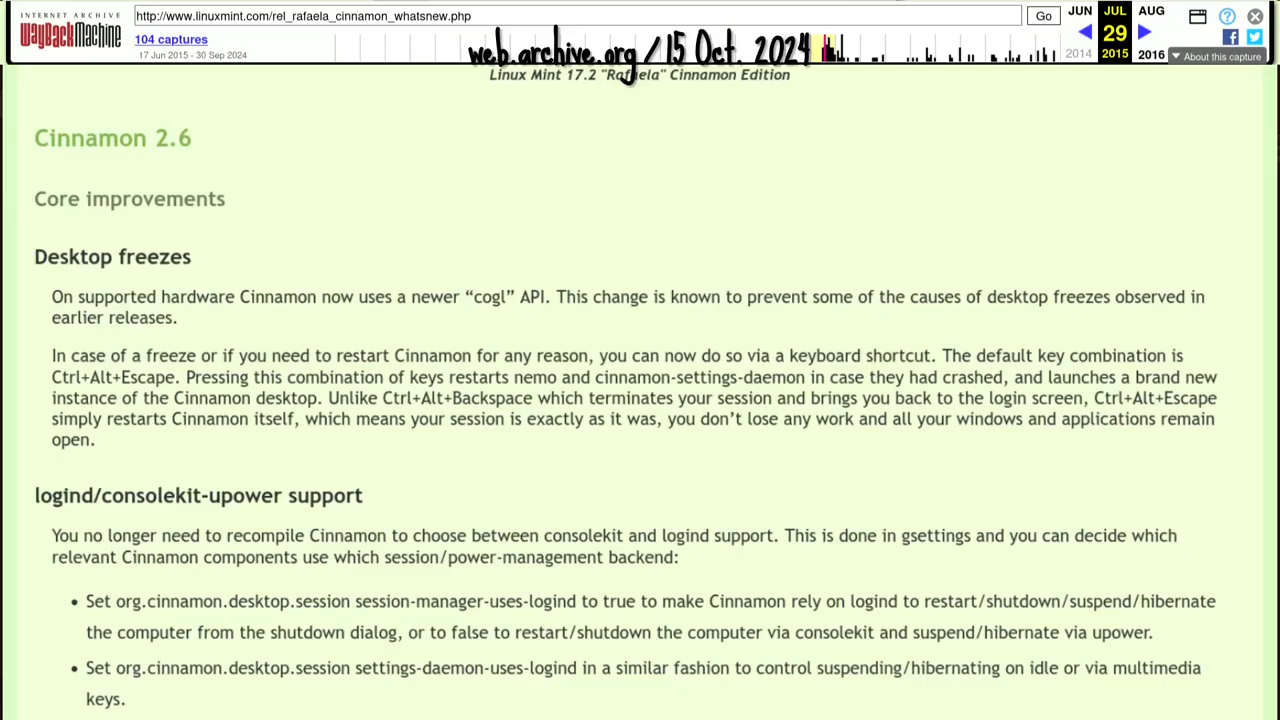 INTERNET ARCHIVE
WayBackMachine
http://www.linuxmint.com/rel_rafaela_cinnamon_whatsnew.php
Go
JUN
JUL
AUG
104 captures
29
17 Jun 2015 - 30 Sep 2024
2014
2015
2016
About this capture
web.archive.org/15 Oct. 2024
Linux Mint 17.2 "Rafaela" Cinnamon Edition
Cinnamon 2.6
Core improvements
Desktop freezes
On supported hardware Cinnamon now uses a newer “cogl” API. This change is known to prevent some of the causes of desktop freezes observed in
earlier releases.
In case of a freeze or if you need to restart Cinnamon for any reason, you can now do so via a keyboard shortcut. The default key combination is
Ctrl+Alt+Escape. Pressing this combination of keys restarts nemo and cinnamon-settings-daemon in case they had crashed, and launches a brand new
instance of the Cinnamon desktop. Unlike Ctrl+Alt+Backspace which terminates your session and brings you back to the login screen, Ctrl+Alt+Escape
simply restarts Cinnamon itself, which means your session is exactly as it was, you don’t lose any work and all your windows and applications remain
open.
logind/consolekit-upower support
You no longer need to recompile Cinnamon to choose between consolekit and logind support. This is done in gsettings and you can decide which
relevant Cinnamon components use which session/power-management backend:
• Set org.cinnamon.desktop.session session-manager-uses-logind to true to make Cinnamon rely on logind to restart/shutdown/suspend/hibernate
the computer from the shutdown dialog, or to false to restart/shutdown the computer via consolekit and suspend/hibernate via upower.
• Set org.cinnamon.desktop.session settings-daemon-uses-logind in a similar fashion to control suspending/hibernating on idle or via multimedia
keys.